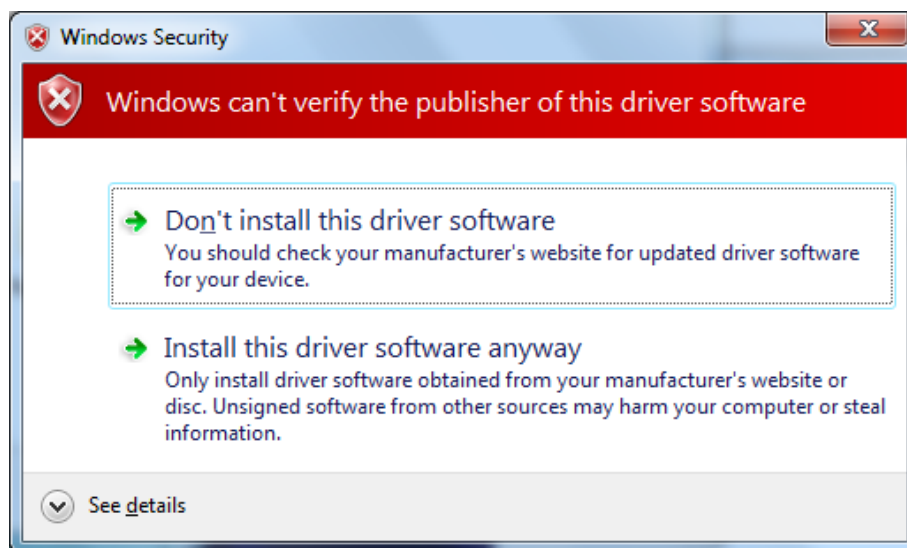 Windows Security
Windows can't verify the publisher of this driver software
Don't install this driver software
You should check your manufacturer's website for updated driver software
for your device.
Install this driver software anyway
Only install driver software obtained from your manufacturer's website or
disc. Unsigned software from other sources may harm your computer or steal
information.
See details